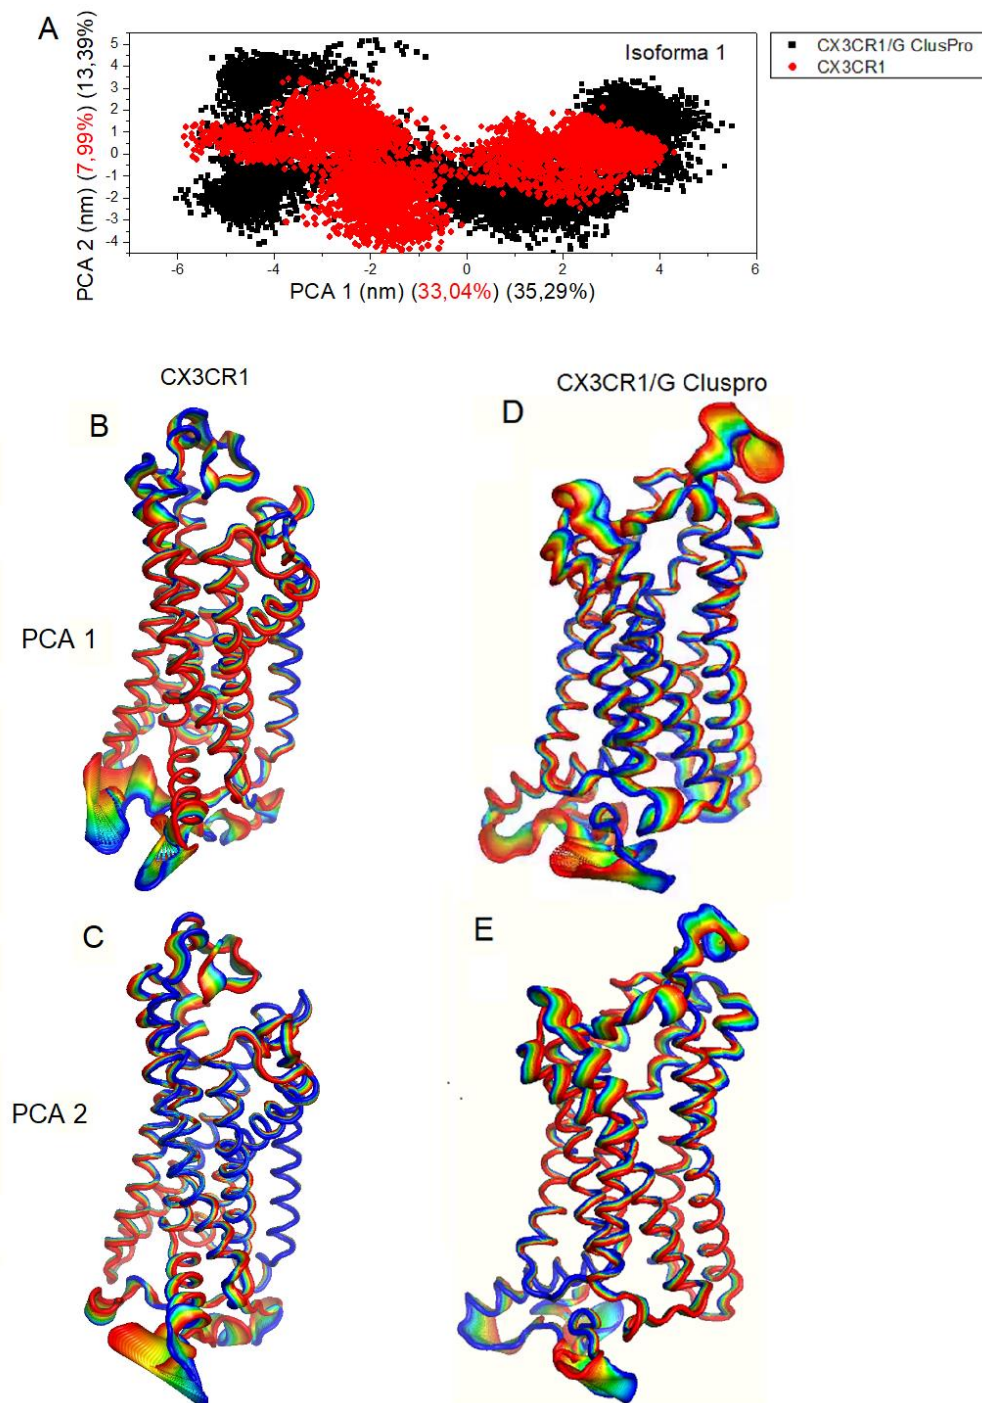 A
Isoforma 1
CX3CR1/G ClusPro
CX3CR1
PCA 2 (nm) (7,99%) (13,39%)
5
4
3
2
1
0
-1
-2
-3
-4
-6 -4 -2 0 2 4 6
PCA 1 (nm) (33,04%) (35,29%)
CX3CR1 CX3CR1/G Cluspro
B D
PCA 1
C E
PCA 2